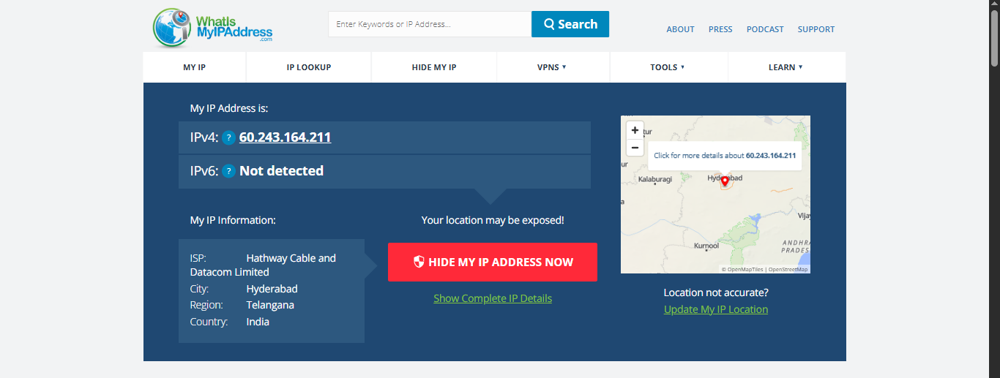 WhatIs
MyIPAddress
.com
Enter Keywords or IP Address...
Search
ABOUT
PRESS
PODCAST
SUPPORT
MY IP
IP LOOKUP
HIDE MY IP
VPNS
TOOLS
LEARN
My IP Address is:
IPv4: ? 60.243.164.211
IPv6: ? Not detected
My IP Information:
ISP: Hathway Cable and
Datacom Limited
City: Hyderabad
Region: Telangana
Country: India
Your location may be exposed!
HIDE MY IP ADDRESS NOW
Show Complete IP Details
+
−
tur
Click for more details about 60.243.164.211
ur
Kalaburagi
Hyderabad
a
Vijay
Kurnool
ANDHRA
PRADES
© OpenMapTiles | OpenStreetMap
Location not accurate?
Update My IP Location